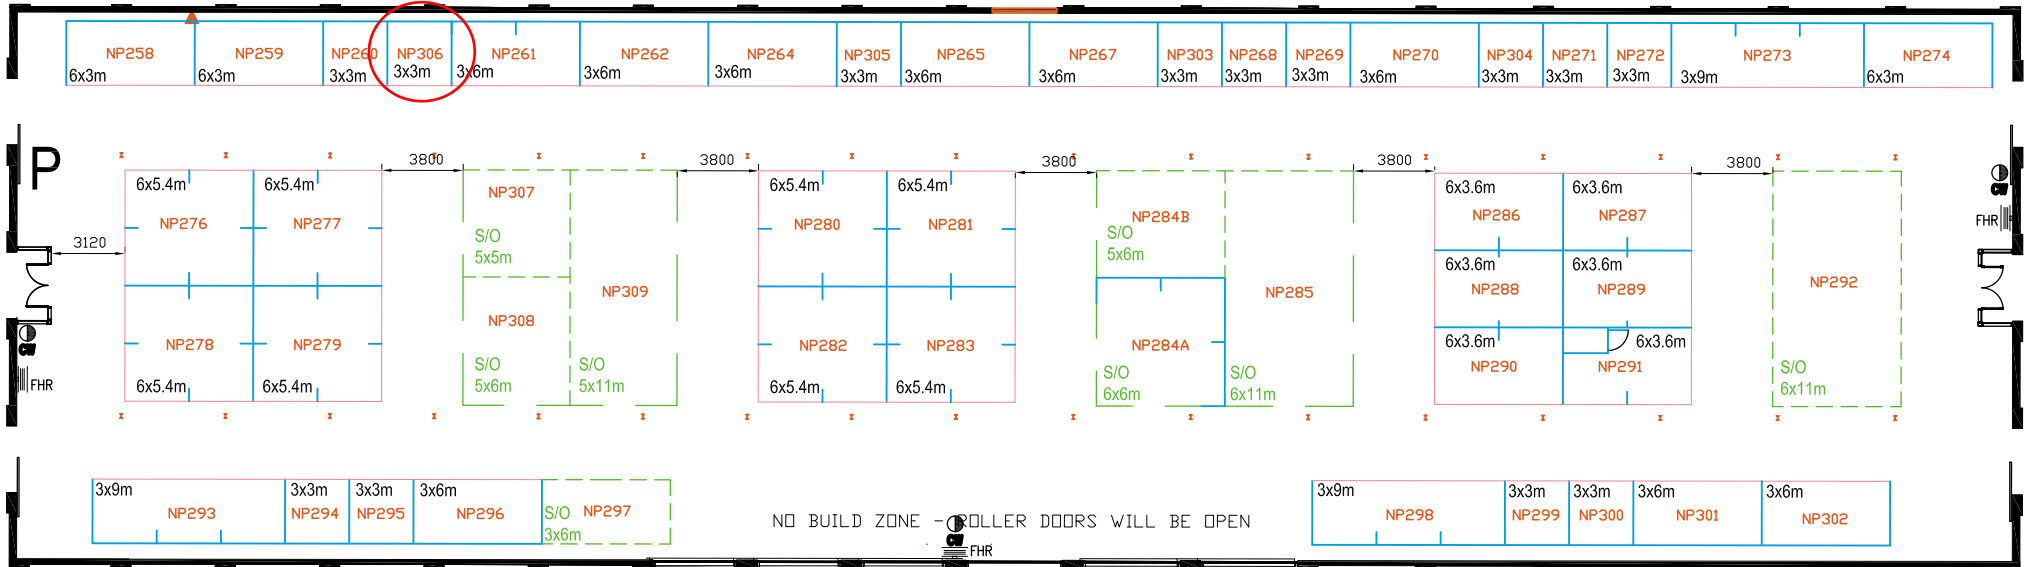 NP258 NP259 NP260 NP306 NP261 NP262 NP264 NP305 NP265 NP267 NP303 NP268 NP269 NP270 NP304 NP271 NP272 NP273 NP274
6x3m 6x3m 3x3m 3x3m 3x6m 3x6m 3x6m 3x3m 3x6m 3x6m 3x3m 3x3m 3x3m 3x6m 3x3m 3x3m 3x3m 3x9m 6x3m
P
3800 3800 3800 3800 3800
6x5.4m 6x5.4m 6x5.4m 6x5.4m 6x3.6m 6x3.6m
NP307
NP276 NP277 NP280 NP281 NP284B NP286 NP287 FHR
S/O S/O
5x5m 5x6m
3120
6x3.6m 6x3.6m
NP309 NP285 NP288 NP289 NP292
NP308
NP278 NP279 NP282 NP283 NP284A 6x3.6m 6x3.6m
NP290 NP291
S/O S/O S/O S/O S/O
5x6m 5x11m 6x6m 6x11m 6x11m
FHR 6x5.4m 6x5.4m 6x5.4m 6x5.4m
3x9m 3x3m 3x3m 3x6m 3x9m 3x3m 3x3m 3x6m 3x6m
NP293 NP294 NP295 NP296 S/O NP297 NP298 NP299 NP300 NP301 NP302
3x6m
NO BUILD ZONE - ROLLER DOORS WILL BE OPEN
FHR